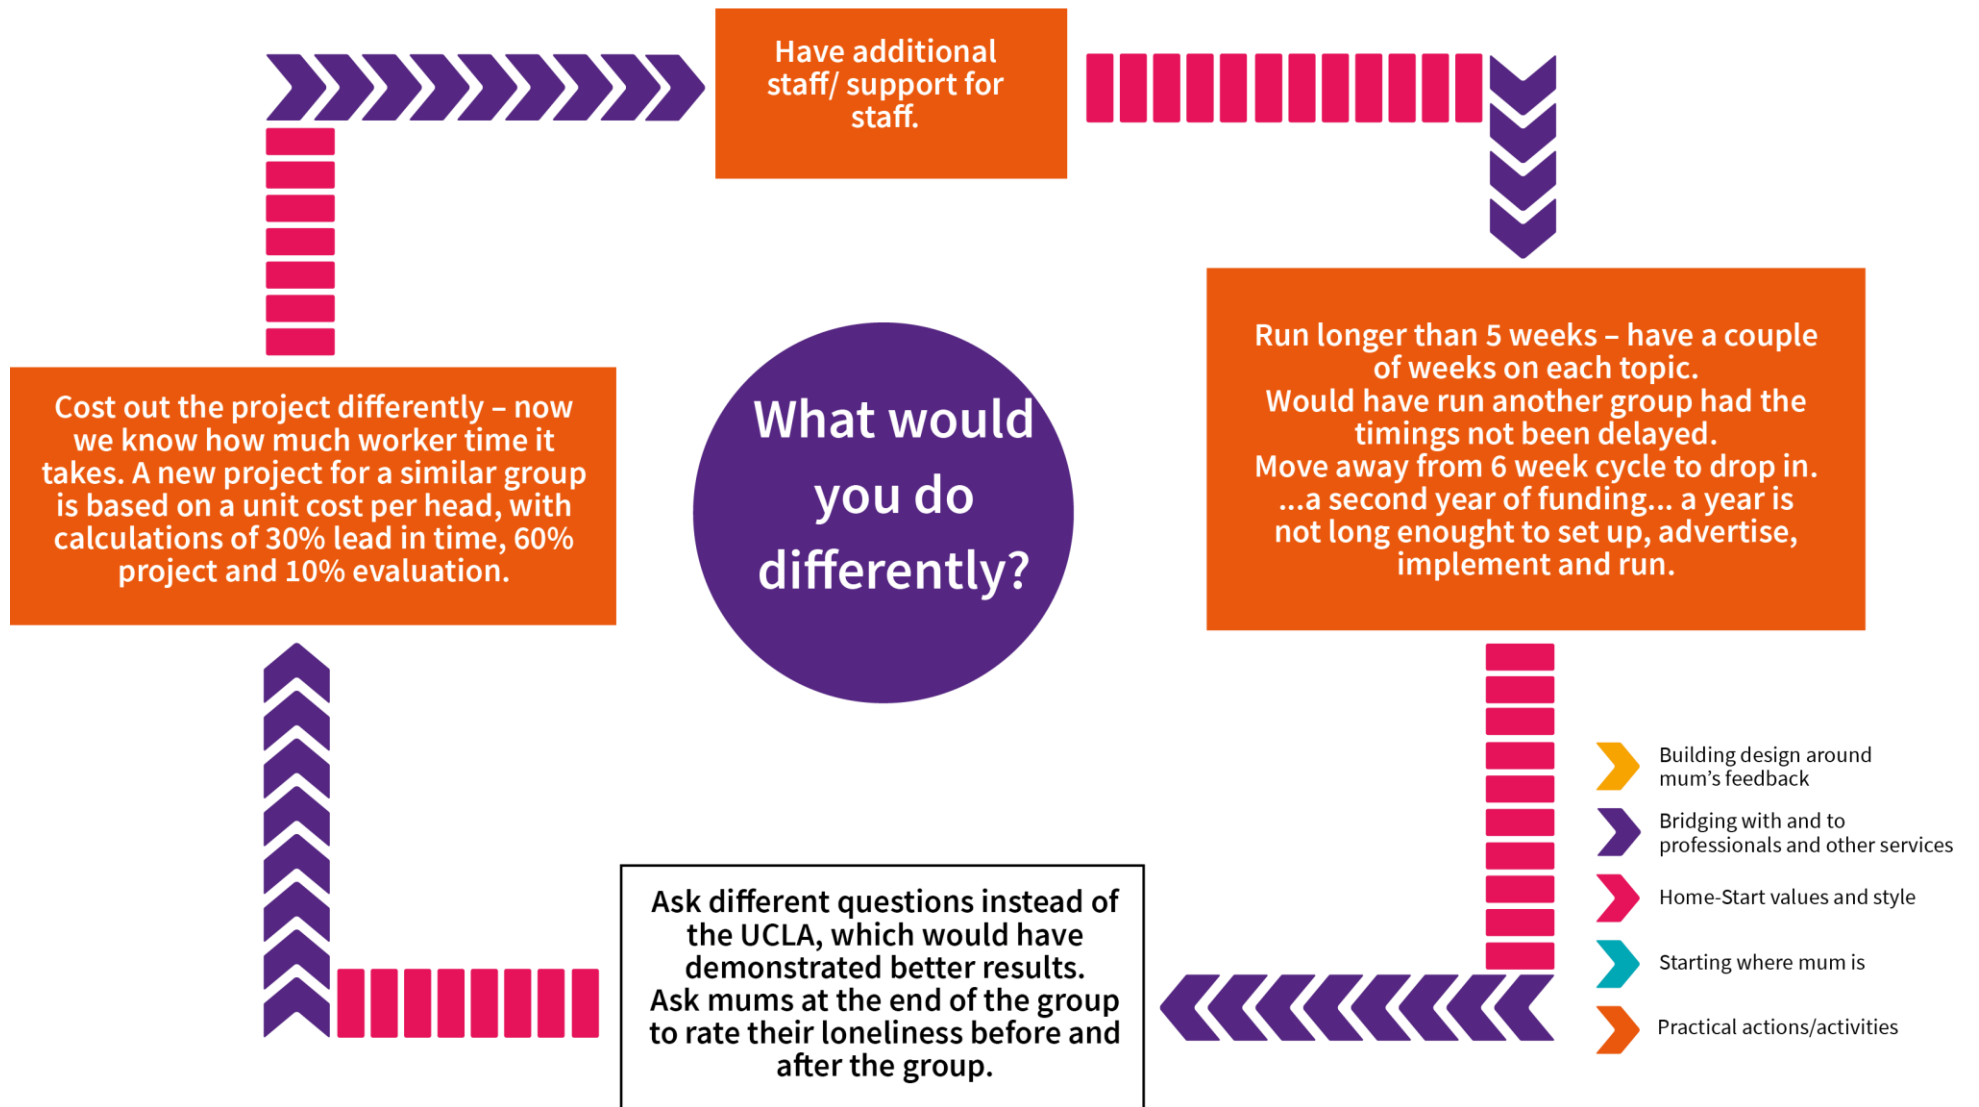 Have additional
staff/ support for
staff.
Run longer than 5 weeks – have a couple
of weeks on each topic.
Would have run another group had the
timings not been delayed.
Move away from 6 week cycle to drop in.
...a second year of funding... a year is
not long enought to set up, advertise,
implement and run.
Cost out the project differently – now
we know how much worker time it
takes. A new project for a similar group
is based on a unit cost per head, with
calculations of 30% lead in time, 60%
project and 10% evaluation.
What would
you do
differently?
Ask different questions instead of
the UCLA, which would have
demonstrated better results.
Ask mums at the end of the group
to rate their loneliness before and
after the group.
Building design around
mum's feedback
Bridging with and to
professionals and other services
Home-Start values and style
Starting where mum is
Practical actions/activities